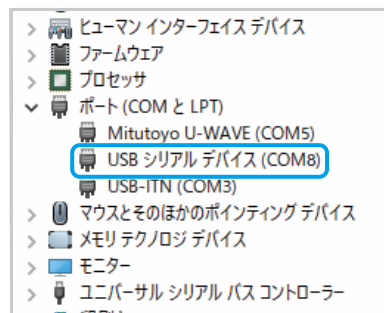 ヒューマン インターフェイス デバイス
ファームウェア
プロセッサ
ポート (COM と LPT)
Mitutoyo U-WAVE (COM5)
USB シリアル デバイス (COM8)
USB-ITN (COM3)
マウスとそのほかのポインティング デバイス
メモリ テクノロジ デバイス
モニター
ユニバーサル シリアル バス コントローラー